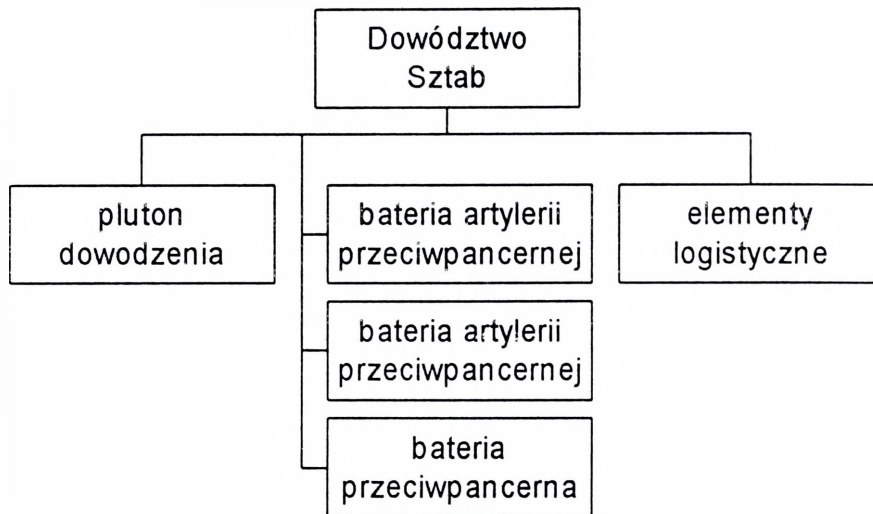 Dowództwo
Sztab
pluton
dowodzenia
bateria artylerii
przeciwpancernej
elementy
logistyczne
bateria artylerii
przeciwpancernej
bateria
przeciwpancerna